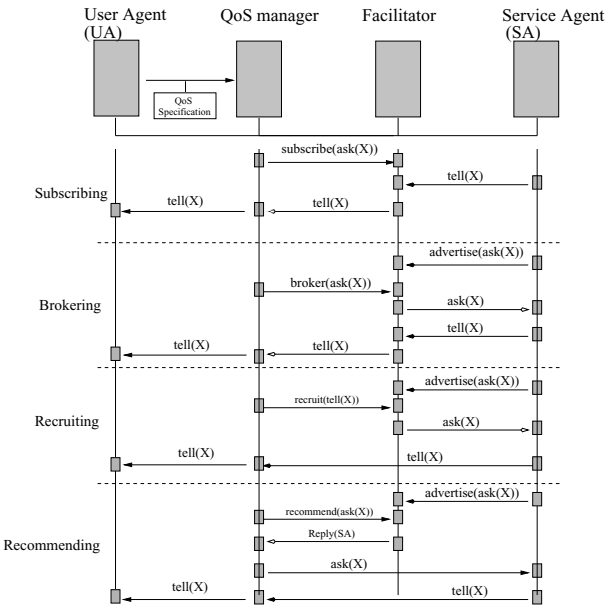 User Agent
(UA)
QoS manager
Facilitator
Service Agent
(SA)
QoS
Specification
subscribe(ask(X))
tell(X)
Subscribing
tell(X)
tell(X)
advertise(ask(X))
broker(ask(X))
Brokering
ask(X)
tell(X)
tell(X)
tell(X)
advertise(ask(X))
recruit(tell(X))
Recruiting
ask(X)
tell(X)
tell(X)
advertise(ask(X))
recommend(ask(X))
Reply(SA)
Recommending
ask(X)
tell(X)
tell(X)